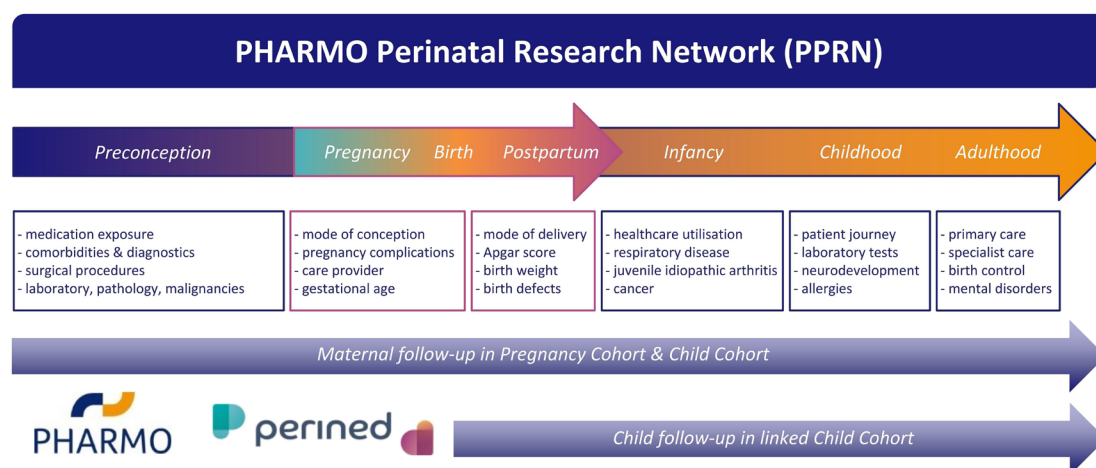 PHARMO Perinatal Research Network (PPRN)
Preconception
Pregnancy
Birth
Postpartum
Infancy
Childhood
Adulthood
- medication exposure
- comorbidities & diagnostics
- surgical procedures
- laboratory, pathology, malignancies
- mode of conception
- pregnancy complications
- care provider
- gestational age
- mode of delivery
- Apgar score
- birth weight
- birth defects
- healthcare utilisation
- respiratory disease
- juvenile idiopathic arthritis
- cancer
- patient journey
- laboratory tests
- neurodevelopment
- allergies
- primary care
- specialist care
- birth control
- mental disorders
Maternal follow-up in Pregnancy Cohort & Child Cohort
PHARMO
perined
Child follow-up in linked Child Cohort